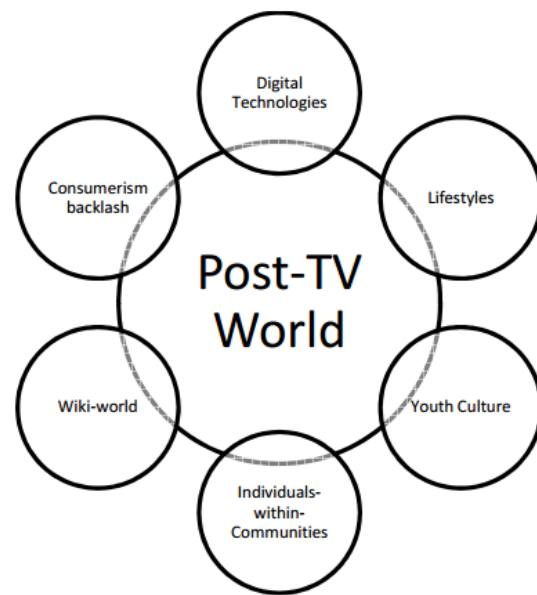 Digital
Technologies
Consumerism
backlash
Lifestyles
Post-TV
World
Wiki-world
Youth Culture
Individuals-
within-
Communities